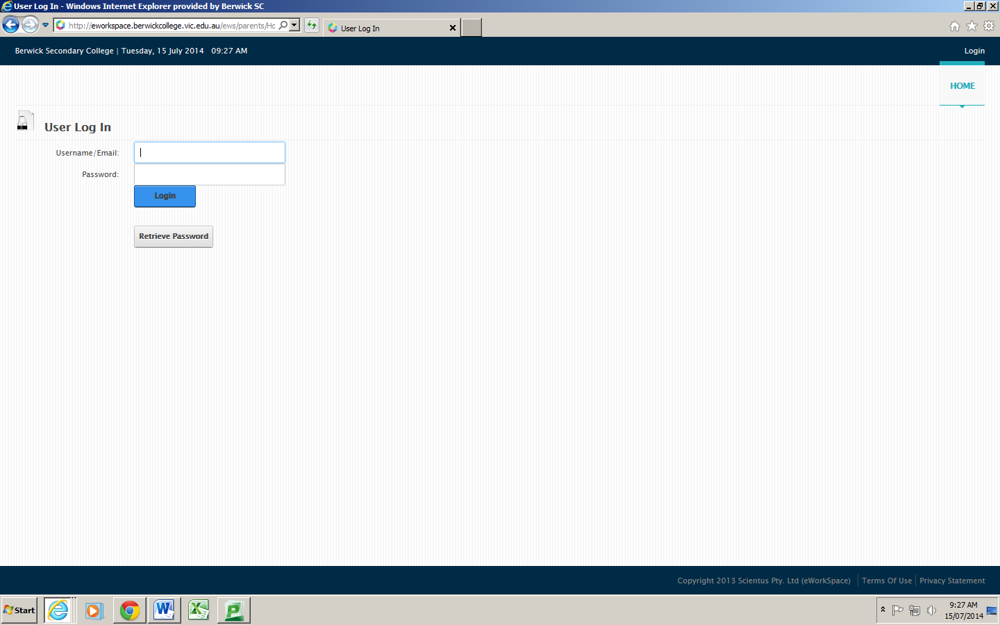 User Log In - Windows Internet Explorer provided by Berwick SC
http://eworkspace.berwickcollege.vic.edu.au/ews/parents/Ho
User Log In
Berwick Secondary College | Tuesday, 15 July 2014 09:27 AM
Login
HOME
User Log In
Username/Email:
Password:
Login
Retrieve Password
Copyright 2013 Scientus Pty. Ltd (eWorkSpace) | Terms Of Use | Privacy Statement
Start
9:27 AM
15/07/2014